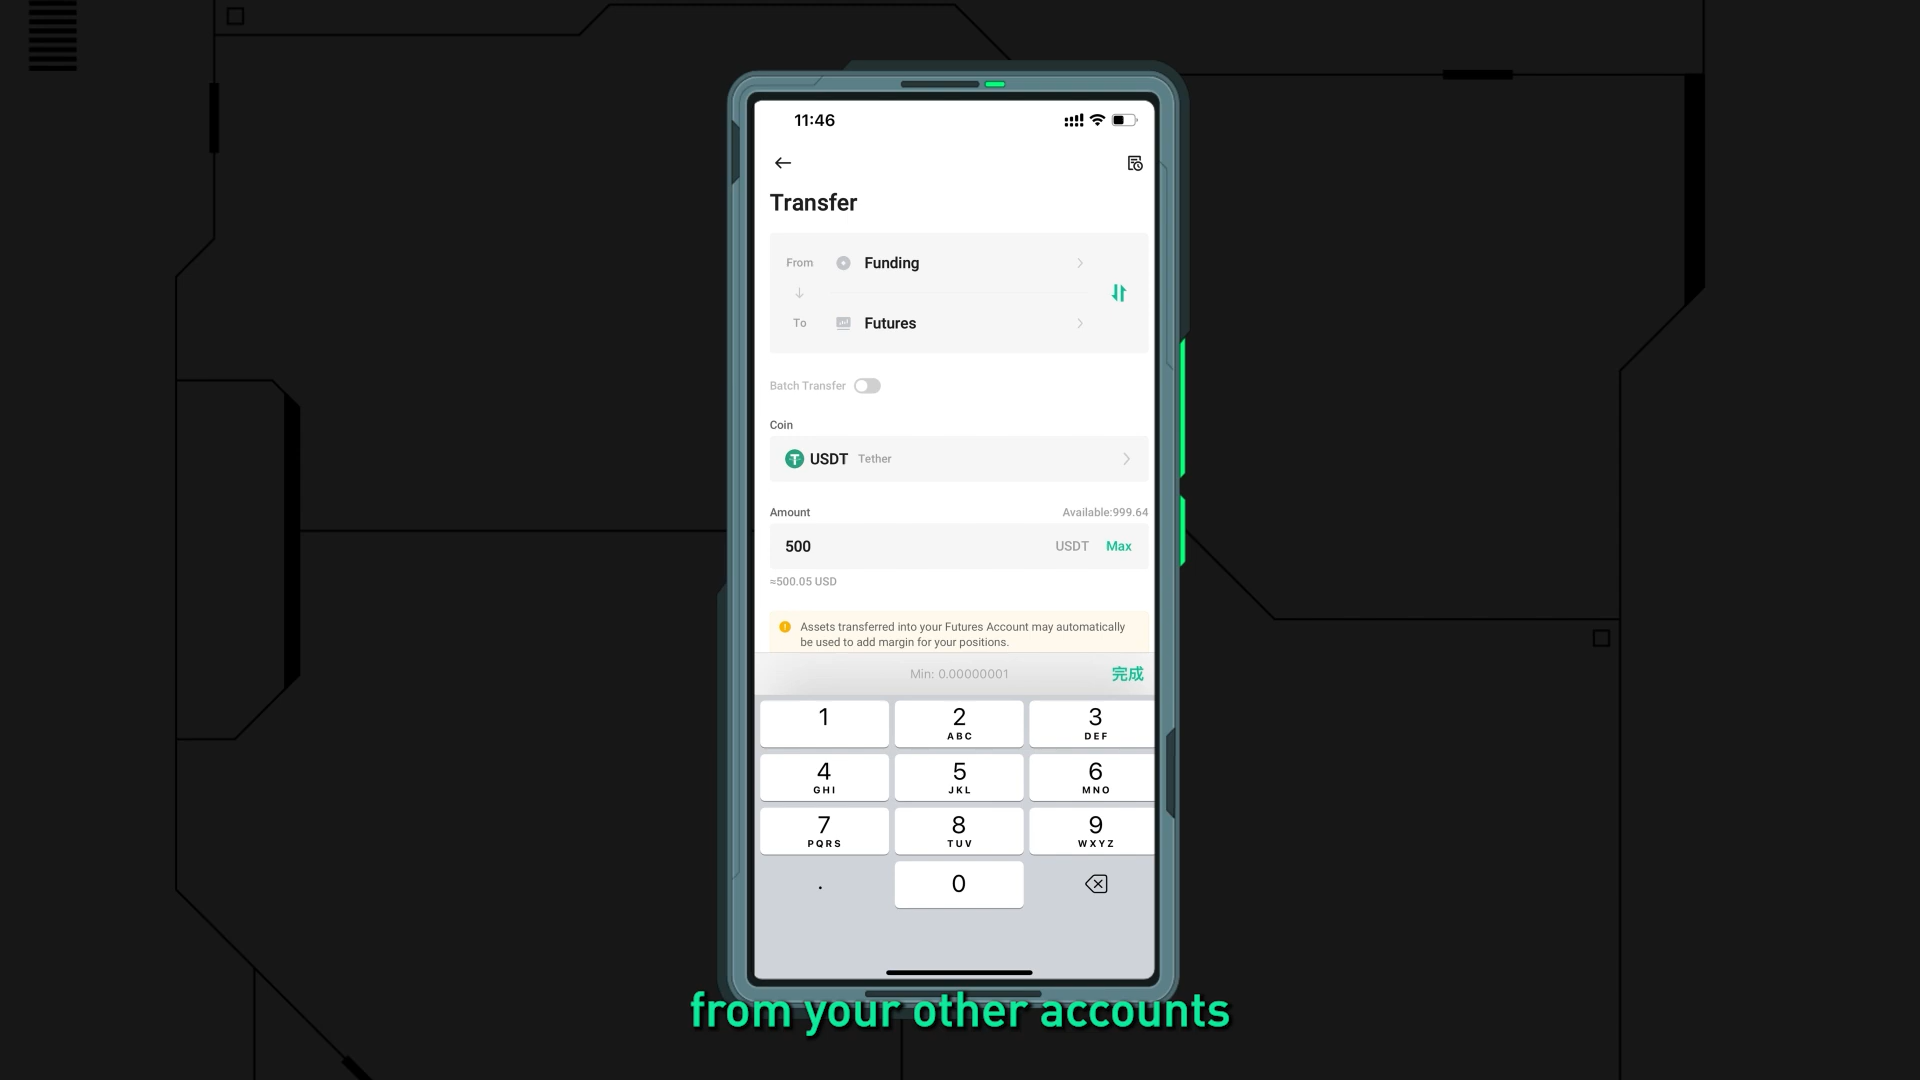 11:46
Transfer
From Funding
To Futures
Batch Transfer
Coin
USDT Tether
Amount Available:999.64
500 USDT Max
≈500.05 USD
Assets transferred into your Futures Account may automatically
be used to add margin for your positions.
Min: 0.00000001 完成
1 2 3
ABC DEF
4 5 6
GHI JKL MNO
7 8 9
PQRS TUV WXYZ
. 0
from your other accounts